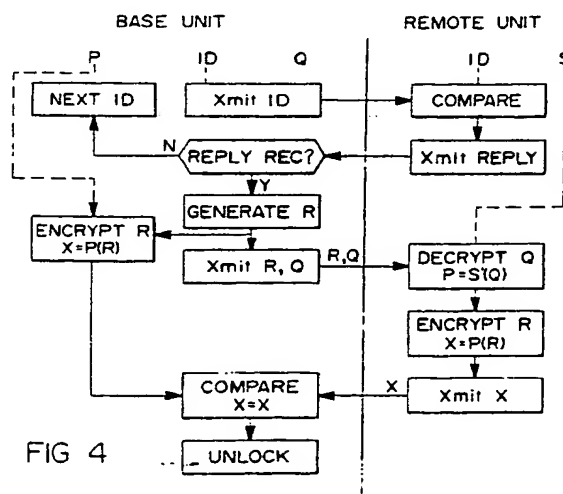 BASE UNIT
REMOTE UNIT
P
ID
Q
ID
S
NEXT ID
Xmit ID
COMPARE
N
REPLY REC?
Xmit REPLY
Y
GENERATE R
ENCRYPT R
X=P(R)
Xmit R, Q
R,Q
DECRYPT Q
P=S'(Q)
ENCRYPT R
X=P(R)
COMPARE
X=X
X
Xmit X
UNLOCK
FIG 4